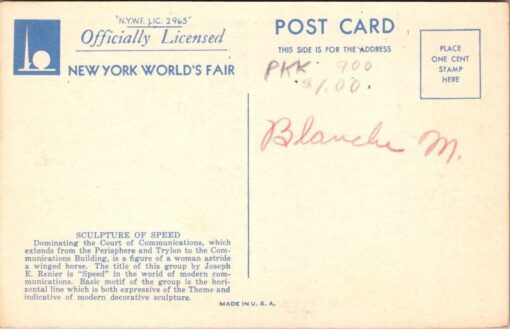 "N.Y.W.F. LIC. 2965"
Officially Licensed
NEW YORK WORLD'S FAIR
POST CARD
THIS SIDE IS FOR THE ADDRESS
PLACE
ONE CENT
STAMP
HERE
PKK 900
$1.00
Blanche M.
SCULPTURE OF SPEED
Dominating the Court of Communications, which
extends from the Perisphere and Trylon to the Com-
munications Building, is a figure of a woman astride
a winged horse. The title of this group by Joseph
E. Renier is "Speed" in the world of modern com-
munications. Basic motif of the group is the hori-
zontal line which is both expressive of the Theme and
indicative of modern decorative sculpture.
MADE IN U.S.A.